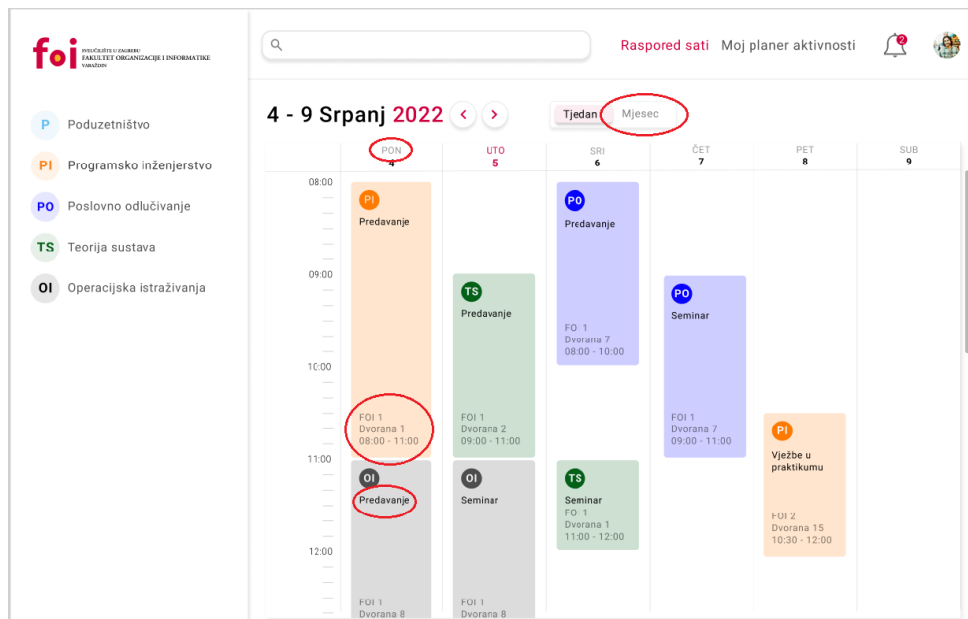 foi
SVEUČILIŠTE U ZAGREBU
FAKULTET ORGANIZACIJE I INFORMATIKE
VARAŽDIN
Raspored sati Moj planer aktivnosti
2
P Poduzetništvo
PI Programsko inženjerstvo
PO Poslovno odlučivanje
TS Teorija sustava
OI Operacijska istraživanja
4 - 9 Srpanj 2022 < >
Tjedan Mjesec
PON
4
UTO
5
SRI
6
ČET
7
PET
8
SUB
9
08:00
09:00
10:00
11:00
12:00
PI
Predavanje
FOI 1
Dvorana 1
08:00 - 11:00
OI
Predavanje
FOI 1
Dvorana 8
TS
Predavanje
FOI 1
Dvorana 2
09:00 - 11:00
OI
Seminar
FOI 1
Dvorana 8
PO
Predavanje
FOI 1
Dvorana 7
08:00 - 10:00
TS
Seminar
FOI 1
Dvorana 1
11:00 - 12:00
PO
Seminar
FOI 1
Dvorana 7
09:00 - 11:00
PI
Vježbe u
praktikumu
FOI 2
Dvorana 15
10:30 - 12:00